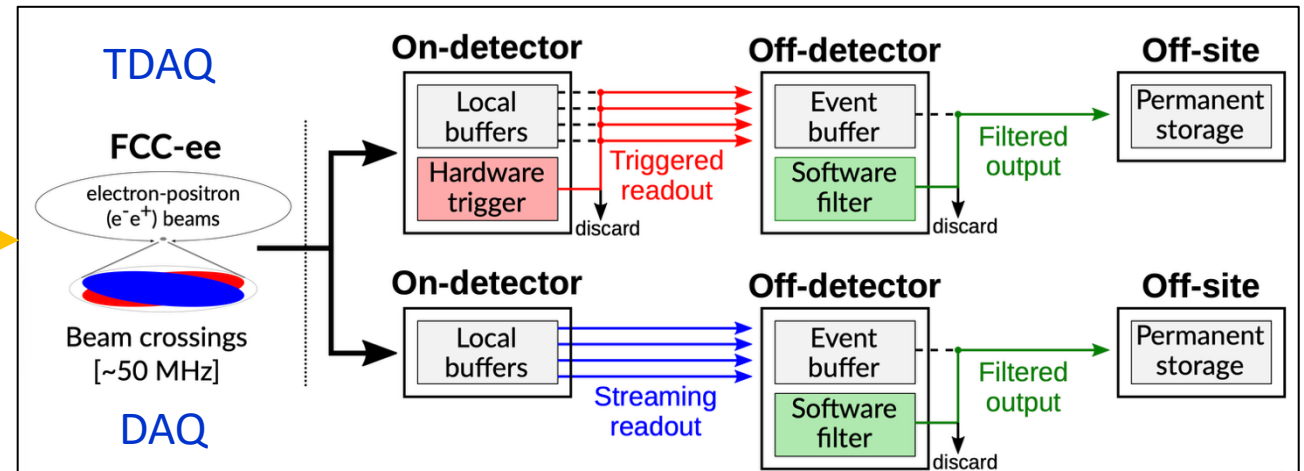 TDAQ
FCC-ee
electron-positron
(e⁻e⁺) beams
Beam crossings
[~50 MHz]
DAQ
On-detector
Local
buffers
Hardware
trigger
discard
Triggered
readout
Off-detector
Event
buffer
Software
filter
discard
Filtered
output
Off-site
Permanent
storage
On-detector
Local
buffers
Streaming
readout
Off-detector
Event
buffer
Software
filter
discard
Filtered
output
Off-site
Permanent
storage